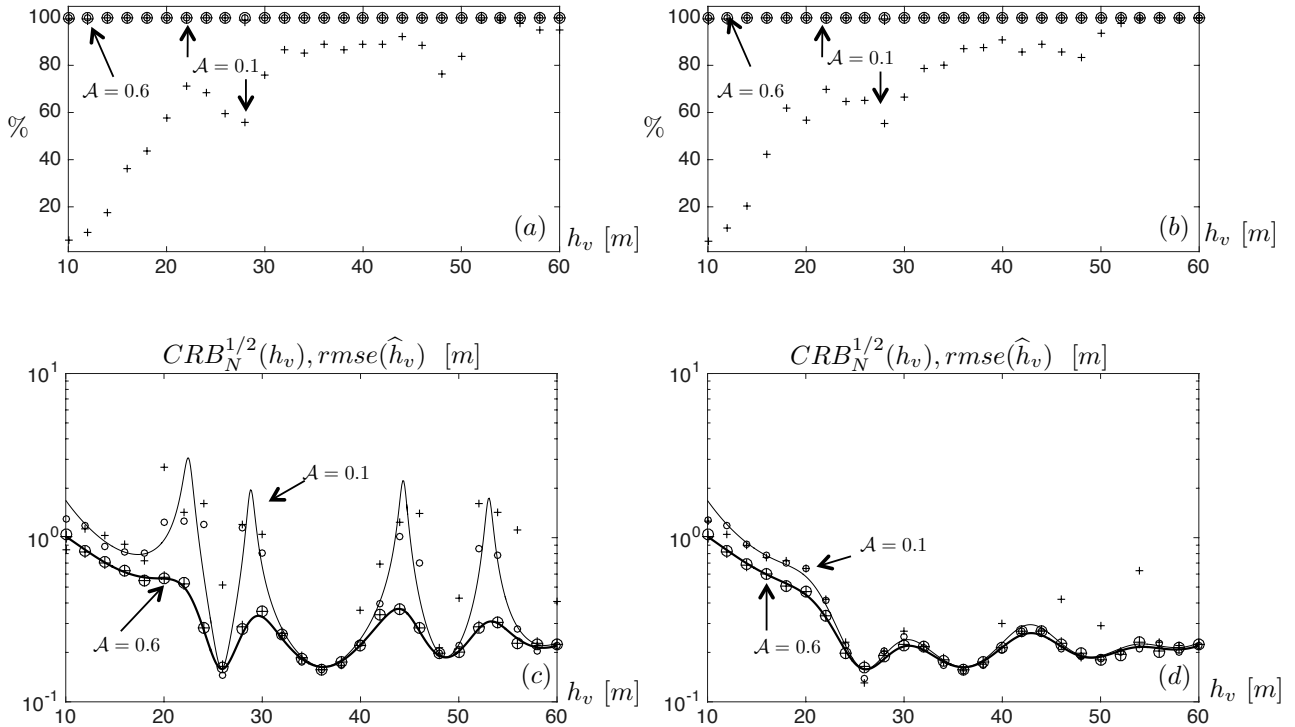 100
80
60
40
20
%
𝒜 = 0.6
𝒜 = 0.1
(a)
10 20 30 40 50 60
h_v [m]
100
80
60
40
20
%
𝒜 = 0.6
𝒜 = 0.1
(b)
10 20 30 40 50 60
h_v [m]
CRB_N^{1/2}(h_v), rmse(ĥ_v) [m]
10^1
10^0
10^{-1}
𝒜 = 0.1
𝒜 = 0.6
(c)
10 20 30 40 50 60
h_v [m]
CRB_N^{1/2}(h_v), rmse(ĥ_v) [m]
10^1
10^0
10^{-1}
𝒜 = 0.1
𝒜 = 0.6
(d)
10 20 30 40 50 60
h_v [m]